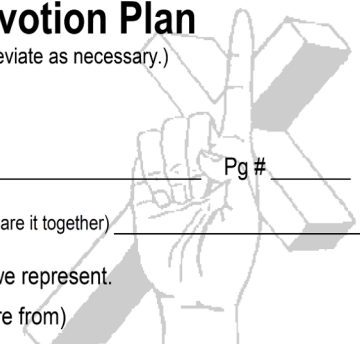 votion Plan
eviate as necessary.)
Pg #
are it together)
ve represent.
re from)